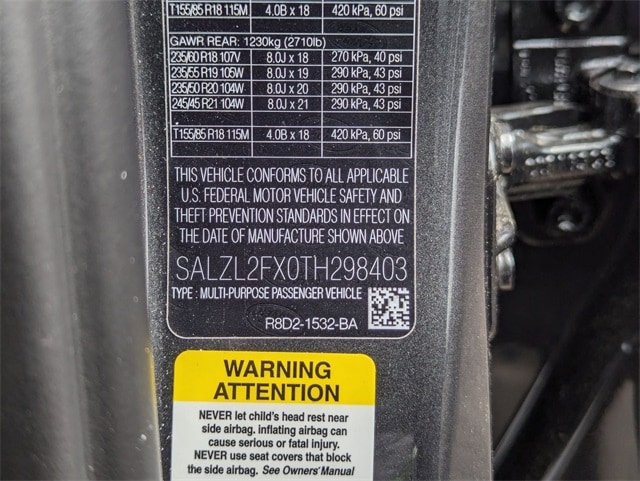 T155/85 R18 115M 4.0B x 18 420 kPa, 60 psi
GAWR REAR: 1230kg (2710lb)
235/60 R18 107V 8.0J x 18 270 kPa, 40 psi
235/55 R19 105W 8.0J x 19 290 kPa, 43 psi
235/50 R20 104W 8.0J x 20 290 kPa, 43 psi
245/45 R21 104W 8.0J x 21 290 kPa, 43 psi
T155/85 R18 115M 4.0B x 18 420 kPa, 60 psi
THIS VEHICLE CONFORMS TO ALL APPLICABLE
U.S. FEDERAL MOTOR VEHICLE SAFETY AND
THEFT PREVENTION STANDARDS IN EFFECT ON
THE DATE OF MANUFACTURE SHOWN ABOVE
SALZL2FX0TH298403
TYPE : MULTI-PURPOSE PASSENGER VEHICLE
R8D2-1532-BA
WARNING
ATTENTION
NEVER let child's head rest near
side airbag. inflating airbag can
cause serious or fatal injury.
NEVER use seat covers that block
the side airbag. See Owners' Manual